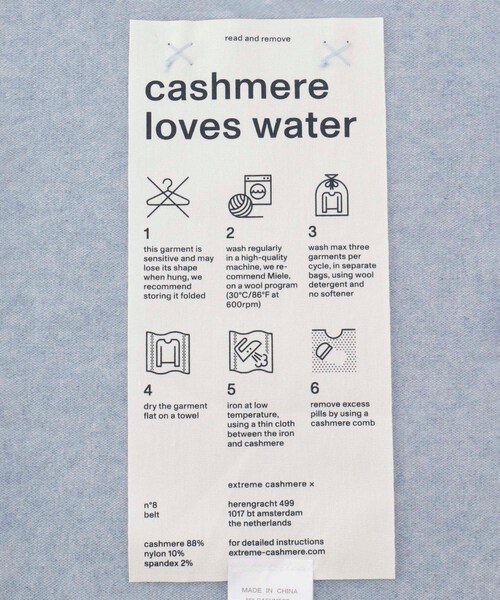 read and remove
cashmere
loves water
1
this garment is
sensitive and may
lose its shape
when hung, we
recommend
storing it folded
2
wash regularly
in a high-quality
machine, we re-
commend Miele,
on a wool program
(30°C/86°F at
600rpm)
3
wash max three
garments per
cycle, in separate
bags, using wool
detergent and
no softener
4
dry the garment
flat on a towel
5
iron at low
temperature,
using a thin cloth
between the iron
and cashmere
6
remove excess
pills by using a
cashmere comb
extreme cashmere x
n°8
belt
herengracht 499
1017 bt amsterdam
the netherlands
cashmere 88%
nylon 10%
spandex 2%
for detailed instructions
extreme-cashmere.com
MADE IN CHINA